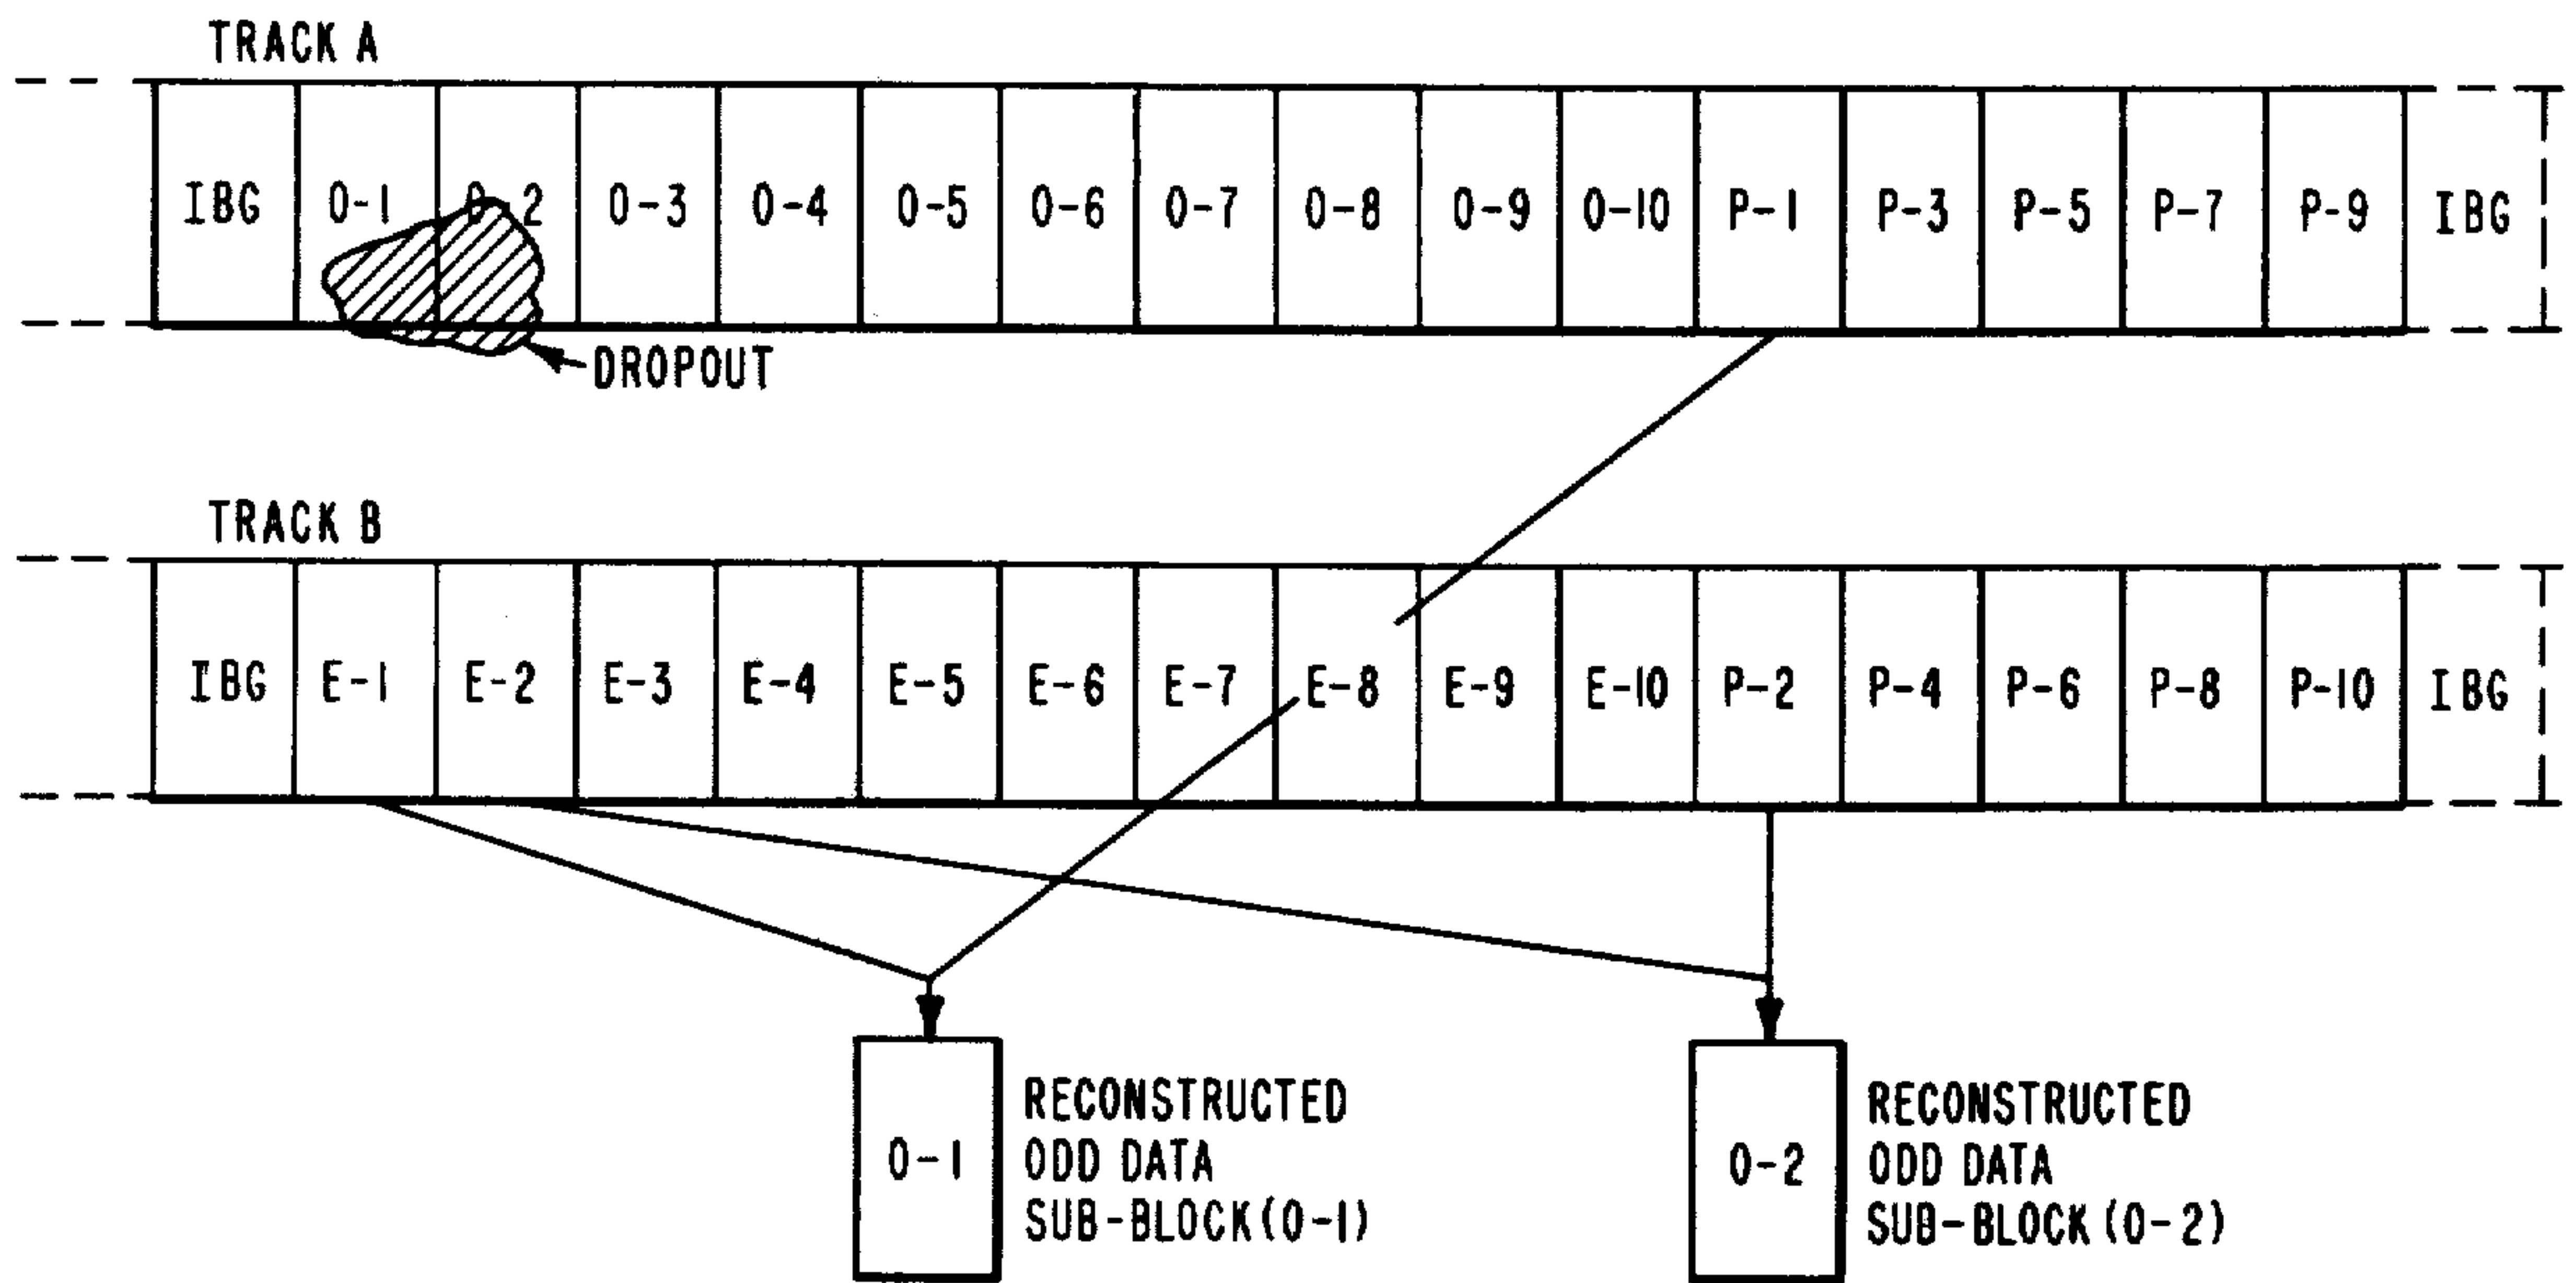 TRACK A
IBG 0-1 0-2 0-3 0-4 0-5 0-6 0-7 0-8 0-9 0-10 P-1 P-3 P-5 P-7 P-9 IBG
DROPOUT
TRACK B
IBG E-1 E-2 E-3 E-4 E-5 E-6 E-7 E-8 E-9 E-10 P-2 P-4 P-6 P-8 P-10 IBG
0-1
RECONSTRUCTED
ODD DATA
SUB-BLOCK(0-1)
0-2
RECONSTRUCTED
ODD DATA
SUB-BLOCK(0-2)